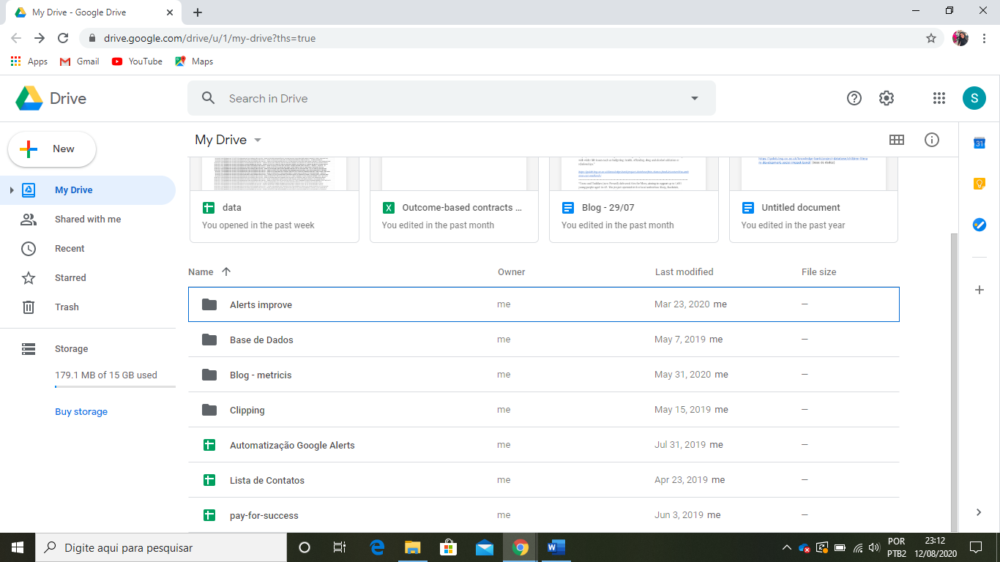 My Drive - Google Drive
drive.google.com/drive/u/1/my-drive?ths=true
Apps Gmail YouTube Maps
Drive
Search in Drive
S
New
My Drive
Shared with me
Recent
Starred
Trash
Storage
179.1 MB of 15 GB used
Buy storage
My Drive
31
data
You opened in the past week
X
Outcome-based contracts ...
You edited in the past month
Blog - 29/07
You edited in the past month
Untitled document
You edited in the past year
Name Owner Last modified File size
Alerts improve me Mar 23, 2020 me —
Base de Dados me May 7, 2019 me —
Blog - metricis me May 31, 2020 me —
Clipping me May 15, 2019 me —
Automatização Google Alerts me Jul 31, 2019 me —
Lista de Contatos me Apr 23, 2019 me —
pay-for-success me Jun 3, 2019 me —
Digite aqui para pesquisar
POR
PTB2
23:12
12/08/2020